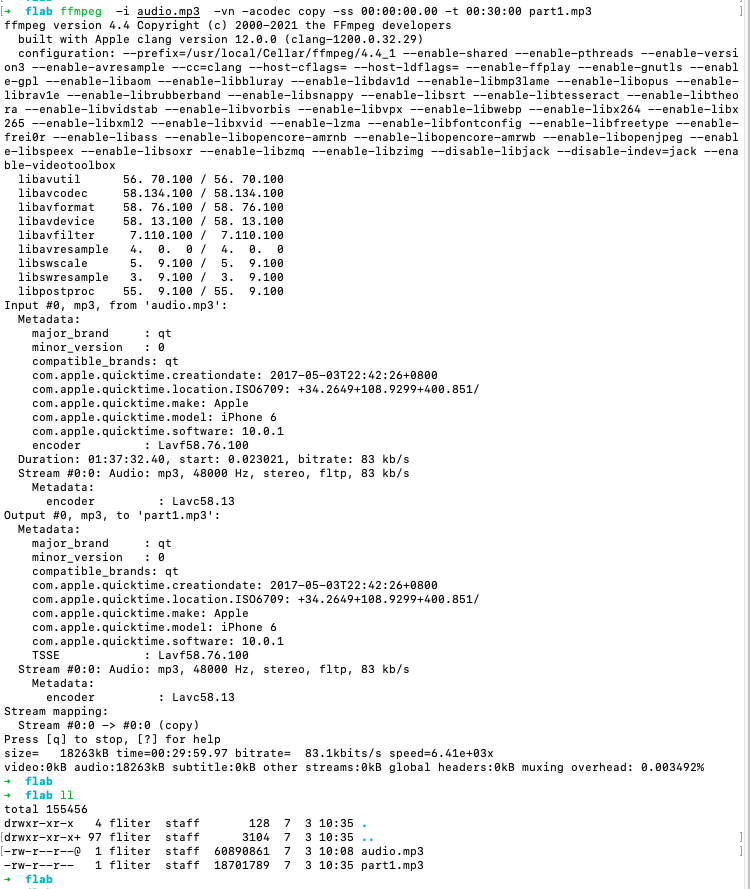 [➜  flab ffmpeg  -i audio.mp3  -vn -acodec copy -ss 00:00:00.00 -t 00:30:00 part1.mp3 ]
ffmpeg version 4.4 Copyright (c) 2000-2021 the FFmpeg developers
  built with Apple clang version 12.0.0 (clang-1200.0.32.29)
  configuration: --prefix=/usr/local/Cellar/ffmpeg/4.4_1 --enable-shared --enable-pthreads --enable-versi
on3 --enable-avresample --cc=clang --host-cflags= --host-ldflags= --enable-ffplay --enable-gnutls --enabl
e-gpl --enable-libaom --enable-libbluray --enable-libdav1d --enable-libmp3lame --enable-libopus --enable-
librav1e --enable-librubberband --enable-libsnappy --enable-libsrt --enable-libtesseract --enable-libtheo
ra --enable-libvidstab --enable-libvorbis --enable-libvpx --enable-libwebp --enable-libx264 --enable-libx
265 --enable-libxml2 --enable-libxvid --enable-lzma --enable-libfontconfig --enable-libfreetype --enable-
frei0r --enable-libass --enable-libopencore-amrnb --enable-libopencore-amrwb --enable-libopenjpeg --enabl
e-libspeex --enable-libsoxr --enable-libzmq --enable-libzimg --disable-libjack --disable-indev=jack --ena
ble-videotoolbox
  libavutil      56. 70.100 / 56. 70.100
  libavcodec     58.134.100 / 58.134.100
  libavformat    58. 76.100 / 58. 76.100
  libavdevice    58. 13.100 / 58. 13.100
  libavfilter     7.110.100 /  7.110.100
  libavresample   4.  0.  0 /  4.  0.  0
  libswscale      5.  9.100 /  5.  9.100
  libswresample   3.  9.100 /  3.  9.100
  libpostproc    55.  9.100 / 55.  9.100
Input #0, mp3, from 'audio.mp3':
  Metadata:
    major_brand     : qt
    minor_version   : 0
    compatible_brands: qt
    com.apple.quicktime.creationdate: 2017-05-03T22:42:26+0800
    com.apple.quicktime.location.ISO6709: +34.2649+108.9299+400.851/
    com.apple.quicktime.make: Apple
    com.apple.quicktime.model: iPhone 6
    com.apple.quicktime.software: 10.0.1
    encoder         : Lavf58.76.100
  Duration: 01:37:32.40, start: 0.023021, bitrate: 83 kb/s
  Stream #0:0: Audio: mp3, 48000 Hz, stereo, fltp, 83 kb/s
    Metadata:
      encoder         : Lavc58.13
Output #0, mp3, to 'part1.mp3':
  Metadata:
    major_brand     : qt
    minor_version   : 0
    compatible_brands: qt
    com.apple.quicktime.creationdate: 2017-05-03T22:42:26+0800
    com.apple.quicktime.location.ISO6709: +34.2649+108.9299+400.851/
    com.apple.quicktime.make: Apple
    com.apple.quicktime.model: iPhone 6
    com.apple.quicktime.software: 10.0.1
    TSSE            : Lavf58.76.100
  Stream #0:0: Audio: mp3, 48000 Hz, stereo, fltp, 83 kb/s
    Metadata:
      encoder         : Lavc58.13
Stream mapping:
  Stream #0:0 -> #0:0 (copy)
Press [q] to stop, [?] for help
size=   18263kB time=00:29:59.97 bitrate=  83.1kbits/s speed=6.41e+03x
video:0kB audio:18263kB subtitle:0kB other streams:0kB global headers:0kB muxing overhead: 0.003492%
➜  flab
➜  flab ll
total 155456
drwxr-xr-x   4 fliter  staff       128  7  3 10:35 .
[drwxr-xr-x+ 97 fliter  staff      3104  7  3 10:35 .. ]
[-rw-r--r--@  1 fliter  staff  60890861  7  3 10:08 audio.mp3 ]
-rw-r--r--   1 fliter  staff  18701789  7  3 10:35 part1.mp3
➜  flab